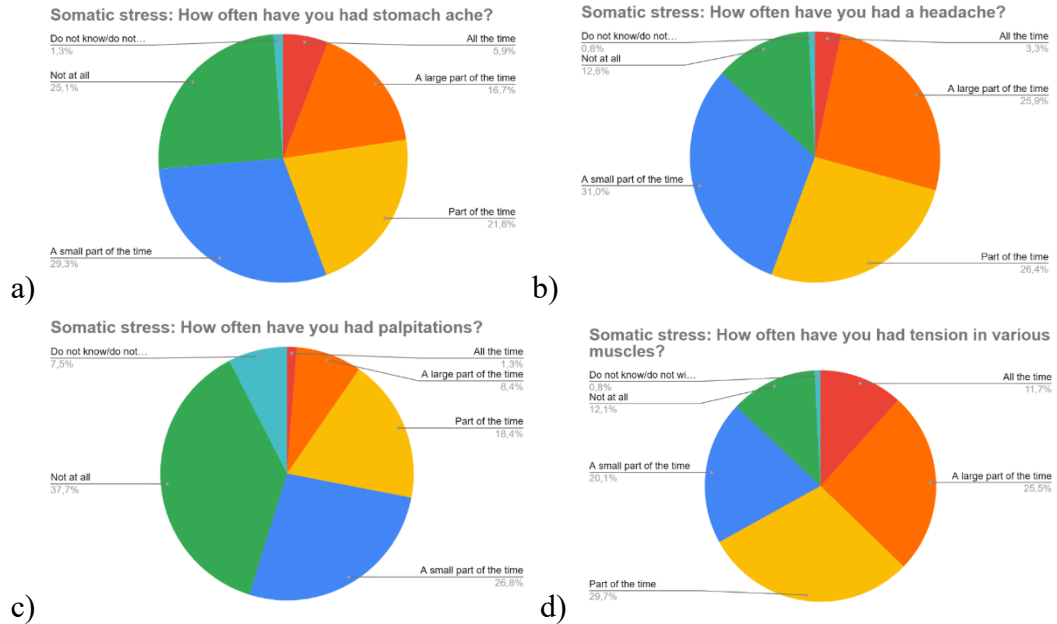 Somatic stress: How often have you had stomach ache?
Do not know/do not…
1,3%
Not at all
25,1%
A small part of the time
29,3%
All the time
5,9%
A large part of the time
16,7%
Part of the time
21,8%
a)
Somatic stress: How often have you had a headache?
Do not know/do not…
0,8%
Not at all
12,6%
A small part of the time
31,0%
All the time
3,3%
A large part of the time
25,9%
Part of the time
26,4%
b)
Somatic stress: How often have you had palpitations?
Do not know/do not…
7,5%
Not at all
37,7%
All the time
1,3%
A large part of the time
8,4%
Part of the time
18,4%
A small part of the time
26,8%
c)
Somatic stress: How often have you had tension in various
muscles?
Do not know/do not wi…
0,8%
Not at all
12,1%
A small part of the time
20,1%
Part of the time
29,7%
All the time
11,7%
A large part of the time
25,5%
d)